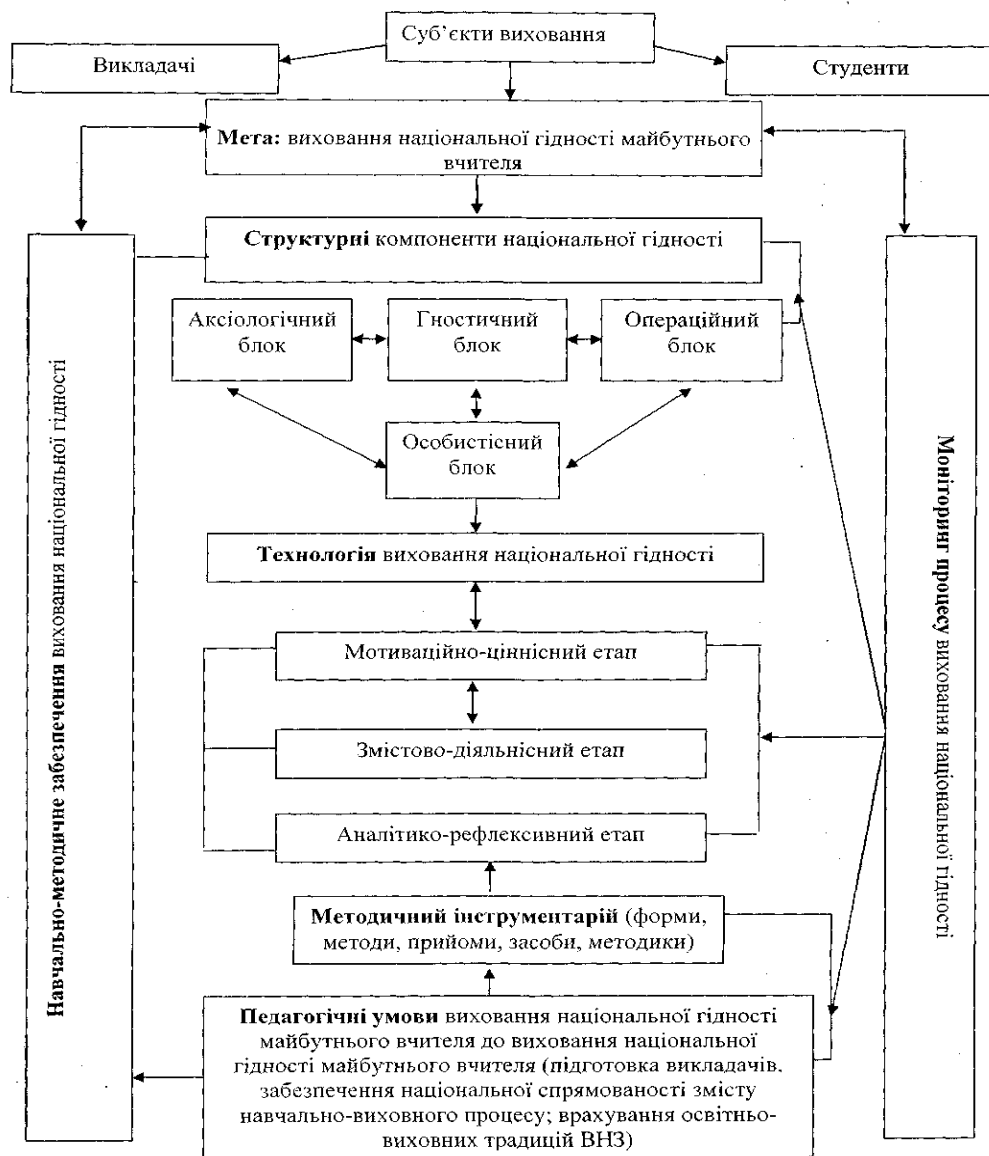 Суб’єкти виховання
Викладачі
Студенти
Мета: виховання національної гідності майбутнього
вчителя
Структурні компоненти національної гідності
Аксіологічний
блок
Гностичний
блок
Операційний
блок
Особистісний
блок
Технологія виховання національної гідності
Мотиваційно-ціннісний етап
Змістово-діяльнісний етап
Аналітико-рефлексивний етап
Методичний інструментарій (форми,
методи, прийоми, засоби, методики)
Педагогічні умови виховання національної гідності
майбутнього вчителя до виховання національної
гідності майбутнього вчителя (підготовка викладачів.
забезпечення національної спрямованості змісту
навчально-виховного процесу; врахування освітньо-
виховних традицій ВНЗ)
Навчально-методичне забезпечення виховання національної гідності
Моніторинг процесу виховання національної гідності